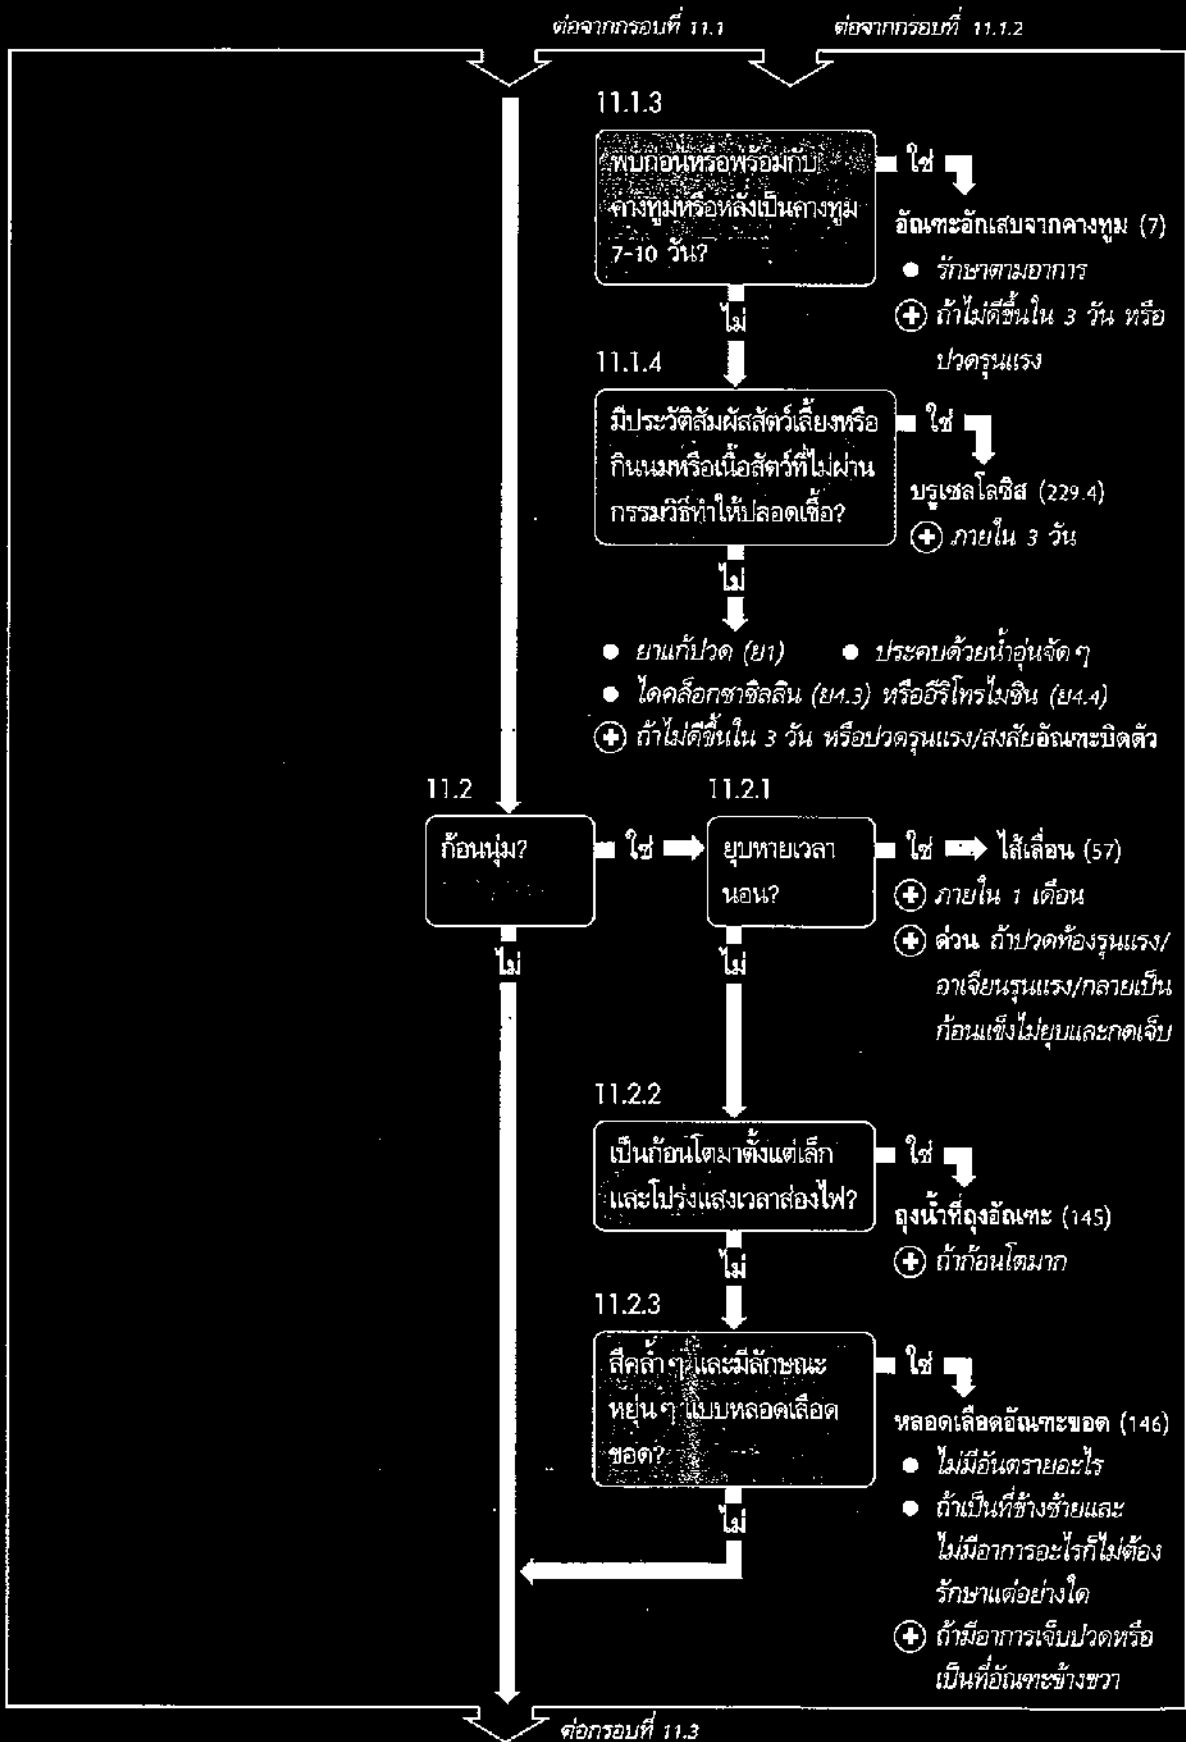 ต่อจากกรอบที่ 11.1
ต่อจากกรอบที่ 11.1.2
11.1.3
พบก่อนหรือพร้อมกับ
คางทูมหรือหลังเป็นคางทูม
7-10 วัน?
ใช่
อัณฑะอักเสบจากคางทูม (7)
● รักษาตามอาการ
⊕ ถ้าไม่ดีขึ้นใน 3 วัน หรือ
ปวดรุนแรง
ไม่
11.1.4
มีประวัติสัมผัสสัตว์เลี้ยงหรือ
กินนมหรือเนื้อสัตว์ที่ไม่ผ่าน
กรรมวิธีทำให้ปลอดเชื้อ?
ใช่
บรูเซลโลซิส (229.4)
⊕ ภายใน 3 วัน
ไม่
● ยาแก้ปวด (ย1) ● ประคบด้วยน้ำอุ่นจัดๆ
● ไดคล็อกซาซิลลิน (ย4.3) หรืออีริโทรไมซิน (ย4.4)
⊕ ถ้าไม่ดีขึ้นใน 3 วัน หรือปวดรุนแรง/สงสัยอัณฑะบิดตัว
11.2
ก้อนนุ่ม?
ใช่
ไม่
11.2.1
ยุบหายเวลา
นอน?
ใช่
ไส้เลื่อน (57)
⊕ ภายใน 1 เดือน
⊕ ด่วน ถ้าปวดท้องรุนแรง/
อาเจียนรุนแรง/กลายเป็น
ก้อนแข็งไม่ยุบและกดเจ็บ
ไม่
11.2.2
เป็นก้อนโตมาตั้งแต่เล็ก
และโปร่งแสงเวลาส่องไฟ?
ใช่
ถุงน้ำที่ถุงอัณฑะ (145)
⊕ ถ้าก้อนโตมาก
ไม่
11.2.3
สีคล้ำๆ และมีลักษณะ
หยุ่นๆ แบบหลอดเลือด
ขอด?
ใช่
หลอดเลือดอัณฑะขอด (146)
● ไม่มีอันตรายอะไร
● ถ้าเป็นที่ข้างซ้ายและ
ไม่มีอาการอะไรก็ไม่ต้อง
รักษาแต่อย่างใด
⊕ ถ้ามีอาการเจ็บปวดหรือ
เป็นที่อัณฑะข้างขวา
ไม่
ต่อกรอบที่ 11.3